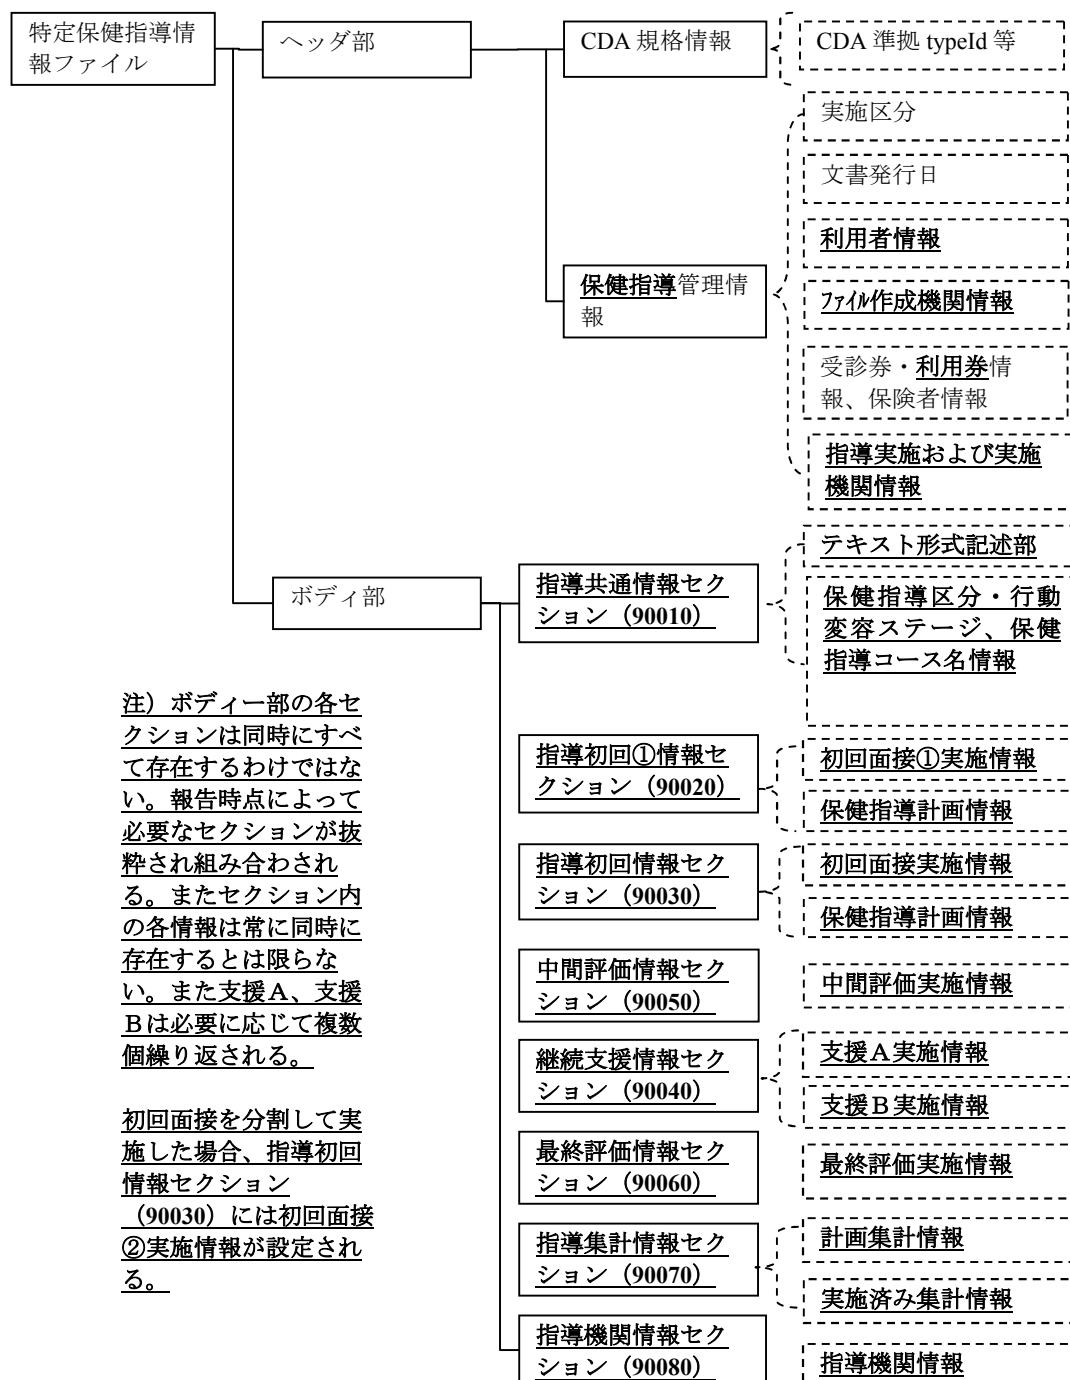 特定保健指導情
報ファイル
ヘッダ部
CDA 規格情報
CDA 準拠 typeId 等
実施区分
文書発行日
利用者情報
保健指導管理情
報
ﾌｧｲﾙ作成機関情報
受診券・利用券情
報、保険者情報
指導実施および実施
機関情報
ボディ部
指導共通情報セク
ション（90010）
テキスト形式記述部
保健指導区分・行動
変容ステージ、保健
指導コース名情報
注）ボディー部の各セ
クションは同時にすべ
て存在するわけではな
い。報告時点によって
必要なセクションが抜
粋され組み合わされ
る。またセクション内
の各情報は常に同時に
存在するとは限らな
い。また支援Ａ、支援
Ｂは必要に応じて複数
個繰り返される。
初回面接を分割して実
施した場合、指導初回
情報セクション
（90030）には初回面接
②実施情報が設定され
る。
指導初回①情報セ
クション（90020）
初回面接①実施情報
保健指導計画情報
指導初回情報セク
ション（90030）
初回面接実施情報
保健指導計画情報
中間評価情報セク
ション（90050）
中間評価実施情報
継続支援情報セク
ション（90040）
支援Ａ実施情報
支援Ｂ実施情報
最終評価情報セク
ション（90060）
最終評価実施情報
指導集計情報セク
ション（90070）
計画集計情報
実施済み集計情報
指導機関情報セク
ション（90080）
指導機関情報